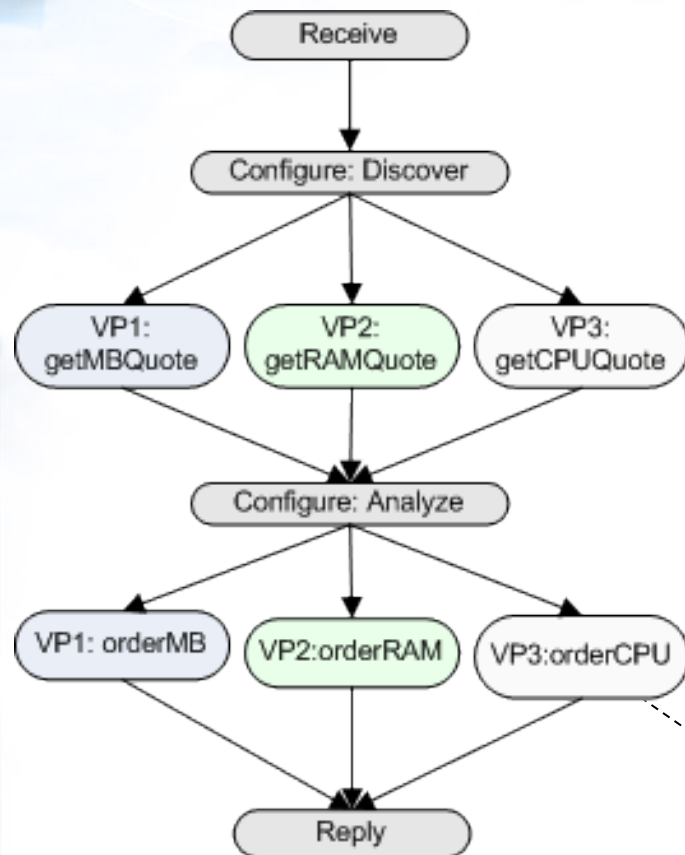 Receive
Configure: Discover
VP1:
getMBQuote
VP2:
getRAMQuote
VP3:
getCPUQuote
Configure: Analyze
VP1: orderMB
VP2:orderRAM
VP3:orderCPU
Reply